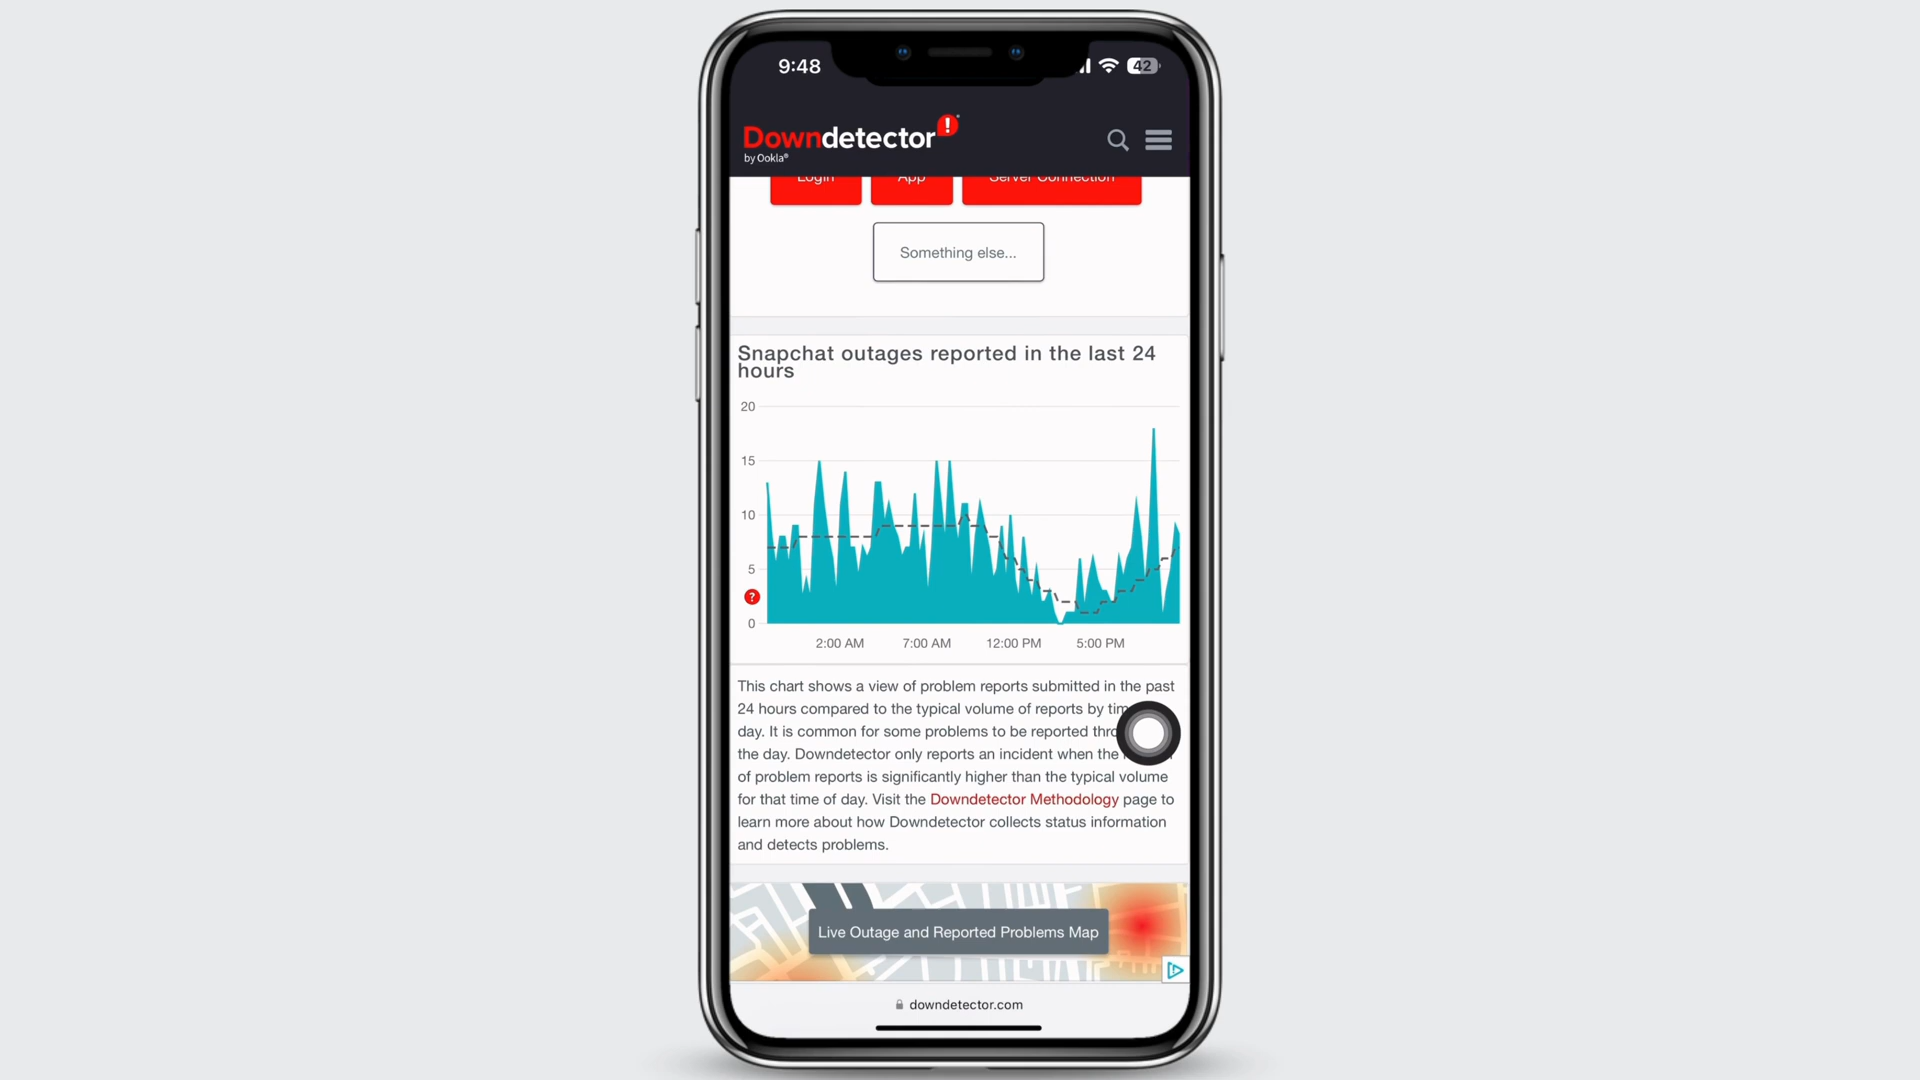 9:48
42
Downdetector!
by Ookla®
Login App Server Connection
Something else...
Snapchat outages reported in the last 24
hours
20
15
10
5
?
0
2:00 AM 7:00 AM 12:00 PM 5:00 PM
This chart shows a view of problem reports submitted in the past
24 hours compared to the typical volume of reports by
day. It is common for some problems to be reported
the day. Downdetector only reports an incident when the
of problem reports is significantly higher than the typical volume
for that time of day. Visit the Downdetector Methodology page to
learn more about how Downdetector collects status information
and detects problems.
Live Outage and Reported Problems Map
downdetector.com